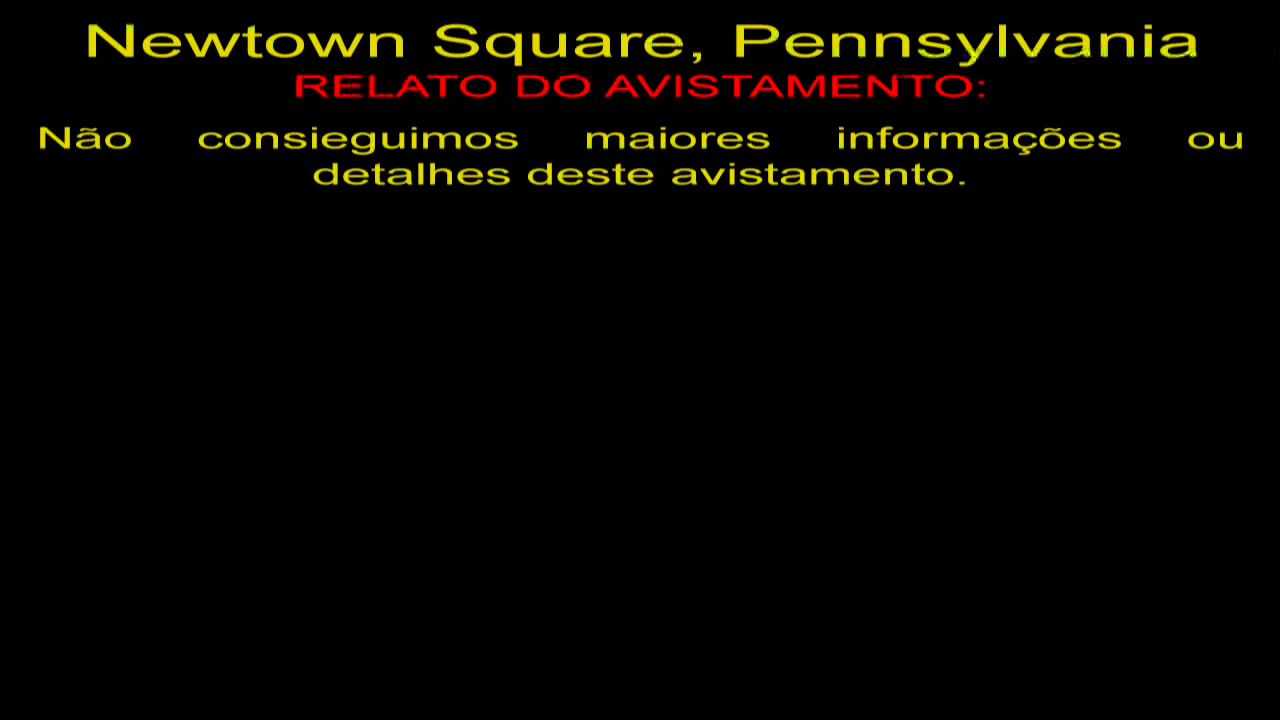 Newtown Square, Pennsylvania
RELATO DO AVISTAMENTO:
Não consieguimos maiores informações ou
detalhes deste avistamento.